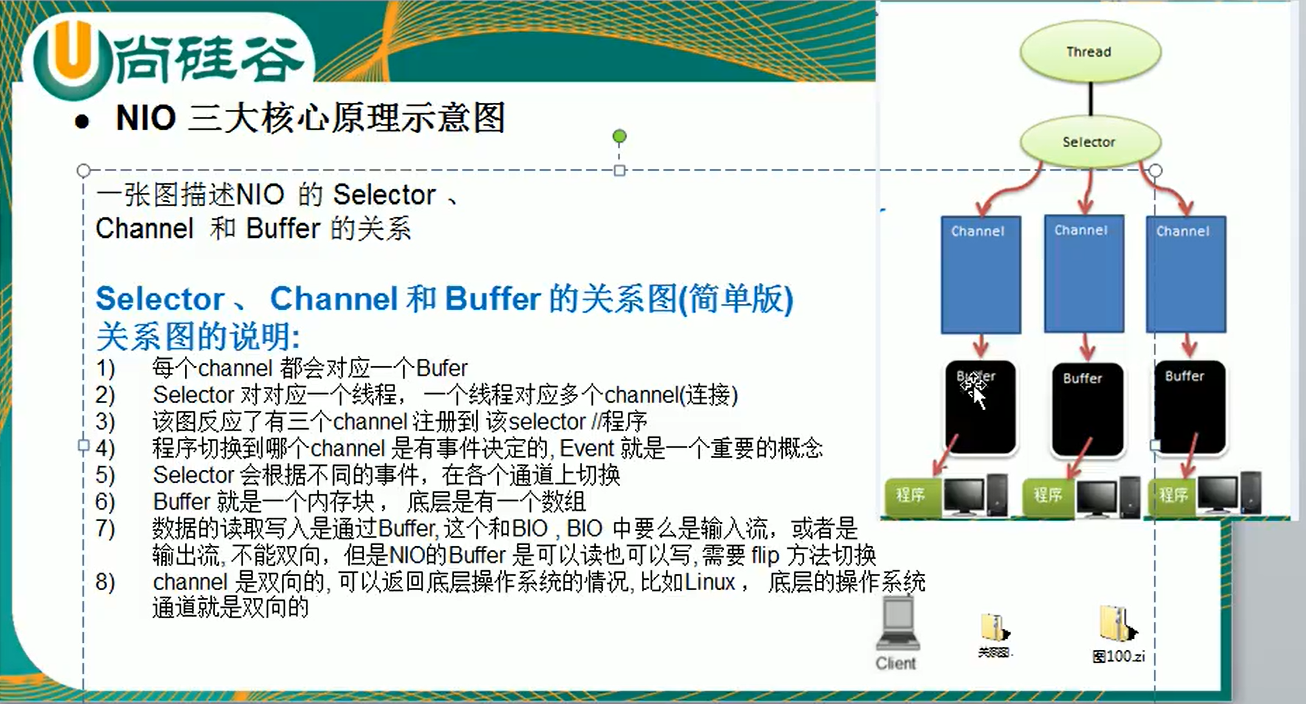 尚硅谷
● NIO 三大核心原理示意图
一张图描述NIO 的 Selector 、
Channel 和 Buffer 的关系
Selector 、 Channel 和 Buffer 的关系图(简单版)
关系图的说明:
1) 每个channel 都会对应一个Bufer
2) Selector 对对应一个线程， 一个线程对应多个channel(连接)
3) 该图反应了有三个channel 注册到 该selector //程序
4) 程序切换到哪个channel 是有事件决定的, Event 就是一个重要的概念
5) Selector 会根据不同的事件，在各个通道上切换
6) Buffer 就是一个内存块 ， 底层是有一个数组
7) 数据的读取写入是通过Buffer, 这个和BIO , BIO 中要么是输入流，或者是
输出流, 不能双向，但是NIO的Buffer 是可以读也可以写, 需要 flip 方法切换
8) channel 是双向的, 可以返回底层操作系统的情况, 比如Linux ， 底层的操作系统
通道就是双向的
Thread
Selector
Channel
Channel
Channel
Buffer
Buffer
Buffer
程序
程序
程序
Client
关系图.
图100.zi